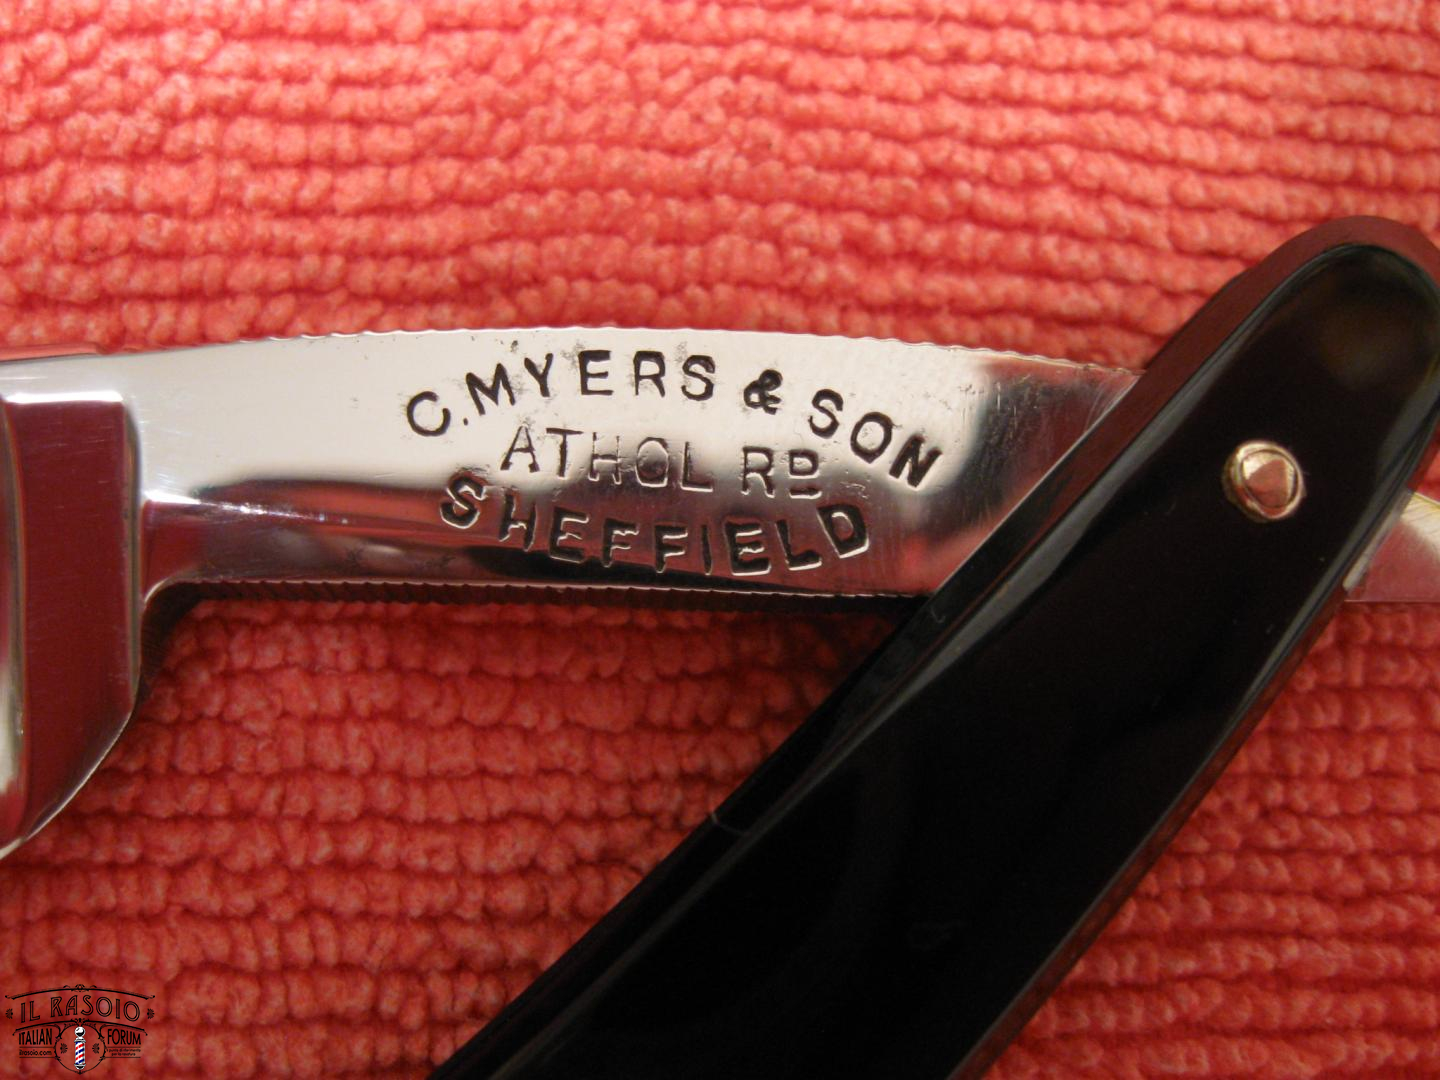 C. MYERS & SON
ATHOL RD
SHEFFIELD
IL RASOIO
ITALIAN FORUM